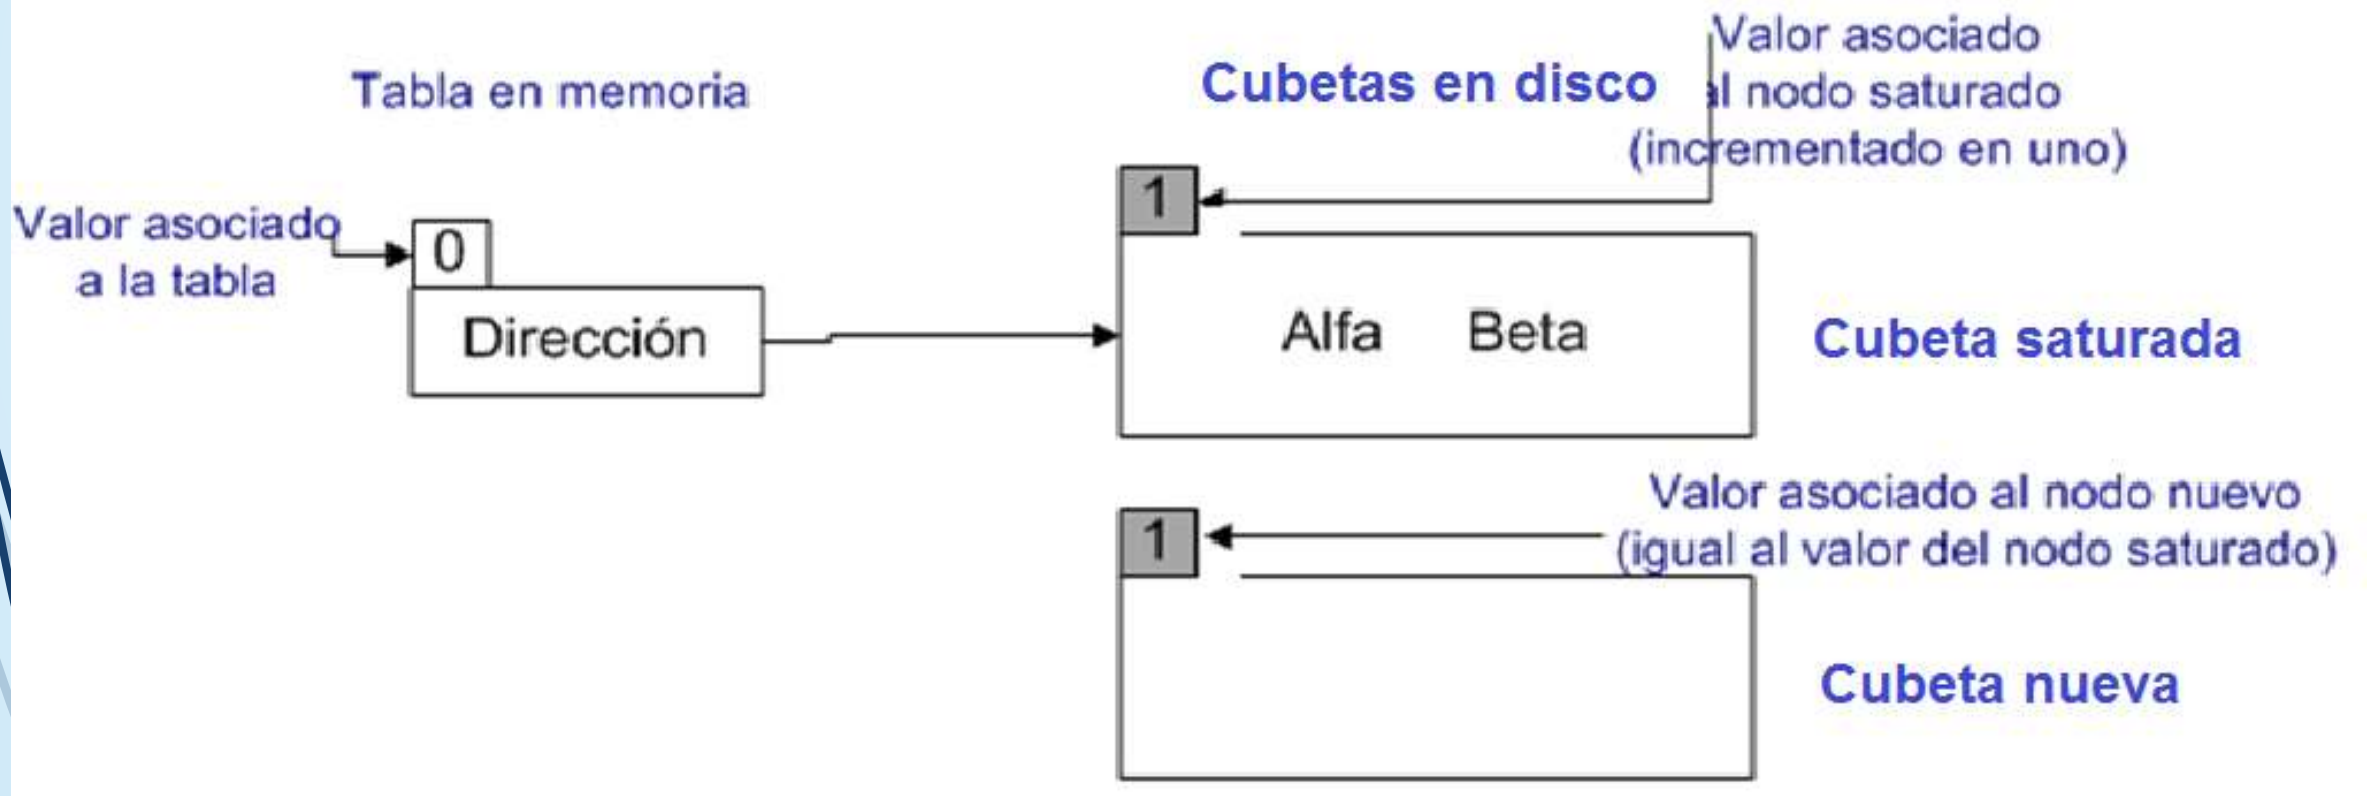 Tabla en memoria
Cubetas en disco
Valor asociado
al nodo saturado
(incrementado en uno)
Valor asociado
a la tabla
0
Dirección
1
Alfa Beta
Cubeta saturada
Valor asociado al nodo nuevo
(igual al valor del nodo saturado)
1
Cubeta nueva